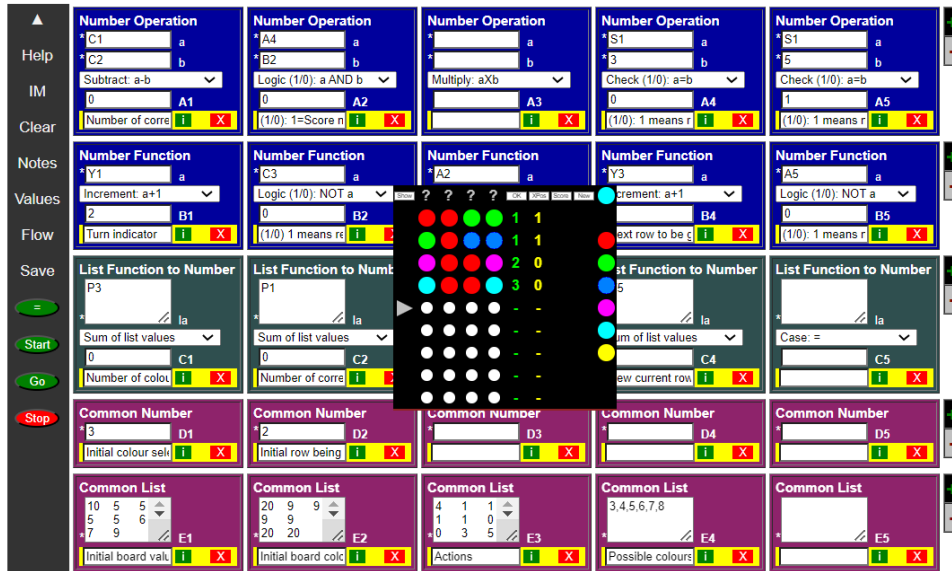 ▲
Help
IM
Clear
Notes
Values
Flow
Save
=
Start
Go
Stop
Number Operation
*C1 a
*C2 b
Subtract: a-b
0 A1
Number of corre i X
Number Operation
*A4 a
*B2 b
Logic (1/0): a AND b
0 A2
(1/0): 1=Score n i X
Number Operation
* a
* b
Multiply: aXb
A3
i X
Number Operation
*S1 a
*3 b
Check (1/0): a=b
0 A4
(1/0): 1 means r i X
Number Operation
*S1 a
*5 b
Check (1/0): a=b
1 A5
(1/0): 1 means r i X
Number Function
*Y1 a
Increment: a+1
2 B1
Turn indicator i X
Number Function
*C3 a
Logic (1/0): NOT a
0 B2
(1/0) 1 means re i
Number Function
*A2 a
Number Function
*Y3 a
crement: a+1
B4
ext row to be g i X
Number Function
*A5 a
Logic (1/0): NOT a
0 B5
(1/0): 1 means r i X
Show ? ? ? ? OK XPos Score New
1 1
1 1
2 0
3 0
- -
- -
- -
- -
- -
List Function to Number
P3
* la
Sum of list values
0 C1
Number of colou i X
List Function to Numb
P1
* la
Sum of list values
0 C2
Number of corre i
st Function to Number
5
la
um of list values
C4
ew current row i X
List Function to Number
* la
Case: =
C5
i X
Common Number
*3 D1
Initial colour sele i X
Common Number
*2 D2
Initial row being i X
Common Number
* D3
i X
Common Number
* D4
i X
Common Number
* D5
i X
Common List
10 5 5
5 5 6
*7 9 E1
Initial board valu i X
Common List
20 9 9
9 9
*20 20 E2
Initial board colo i X
Common List
4 1 1
1 1 0
*0 3 5 E3
Actions i X
Common List
3,4,5,6,7,8
* E4
Possible colours i X
Common List
* E5
i X